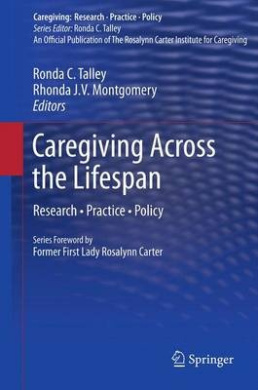 Caregiving: Research • Practice • Policy
Series Editor: Ronda C. Talley
An Official Publication of The Rosalynn Carter Institute for Caregiving
Ronda C. Talley
Rhonda J.V. Montgomery
Editors
Caregiving Across
the Lifespan
Research • Practice • Policy
Series Foreword by
Former First Lady Rosalynn Carter
Springer